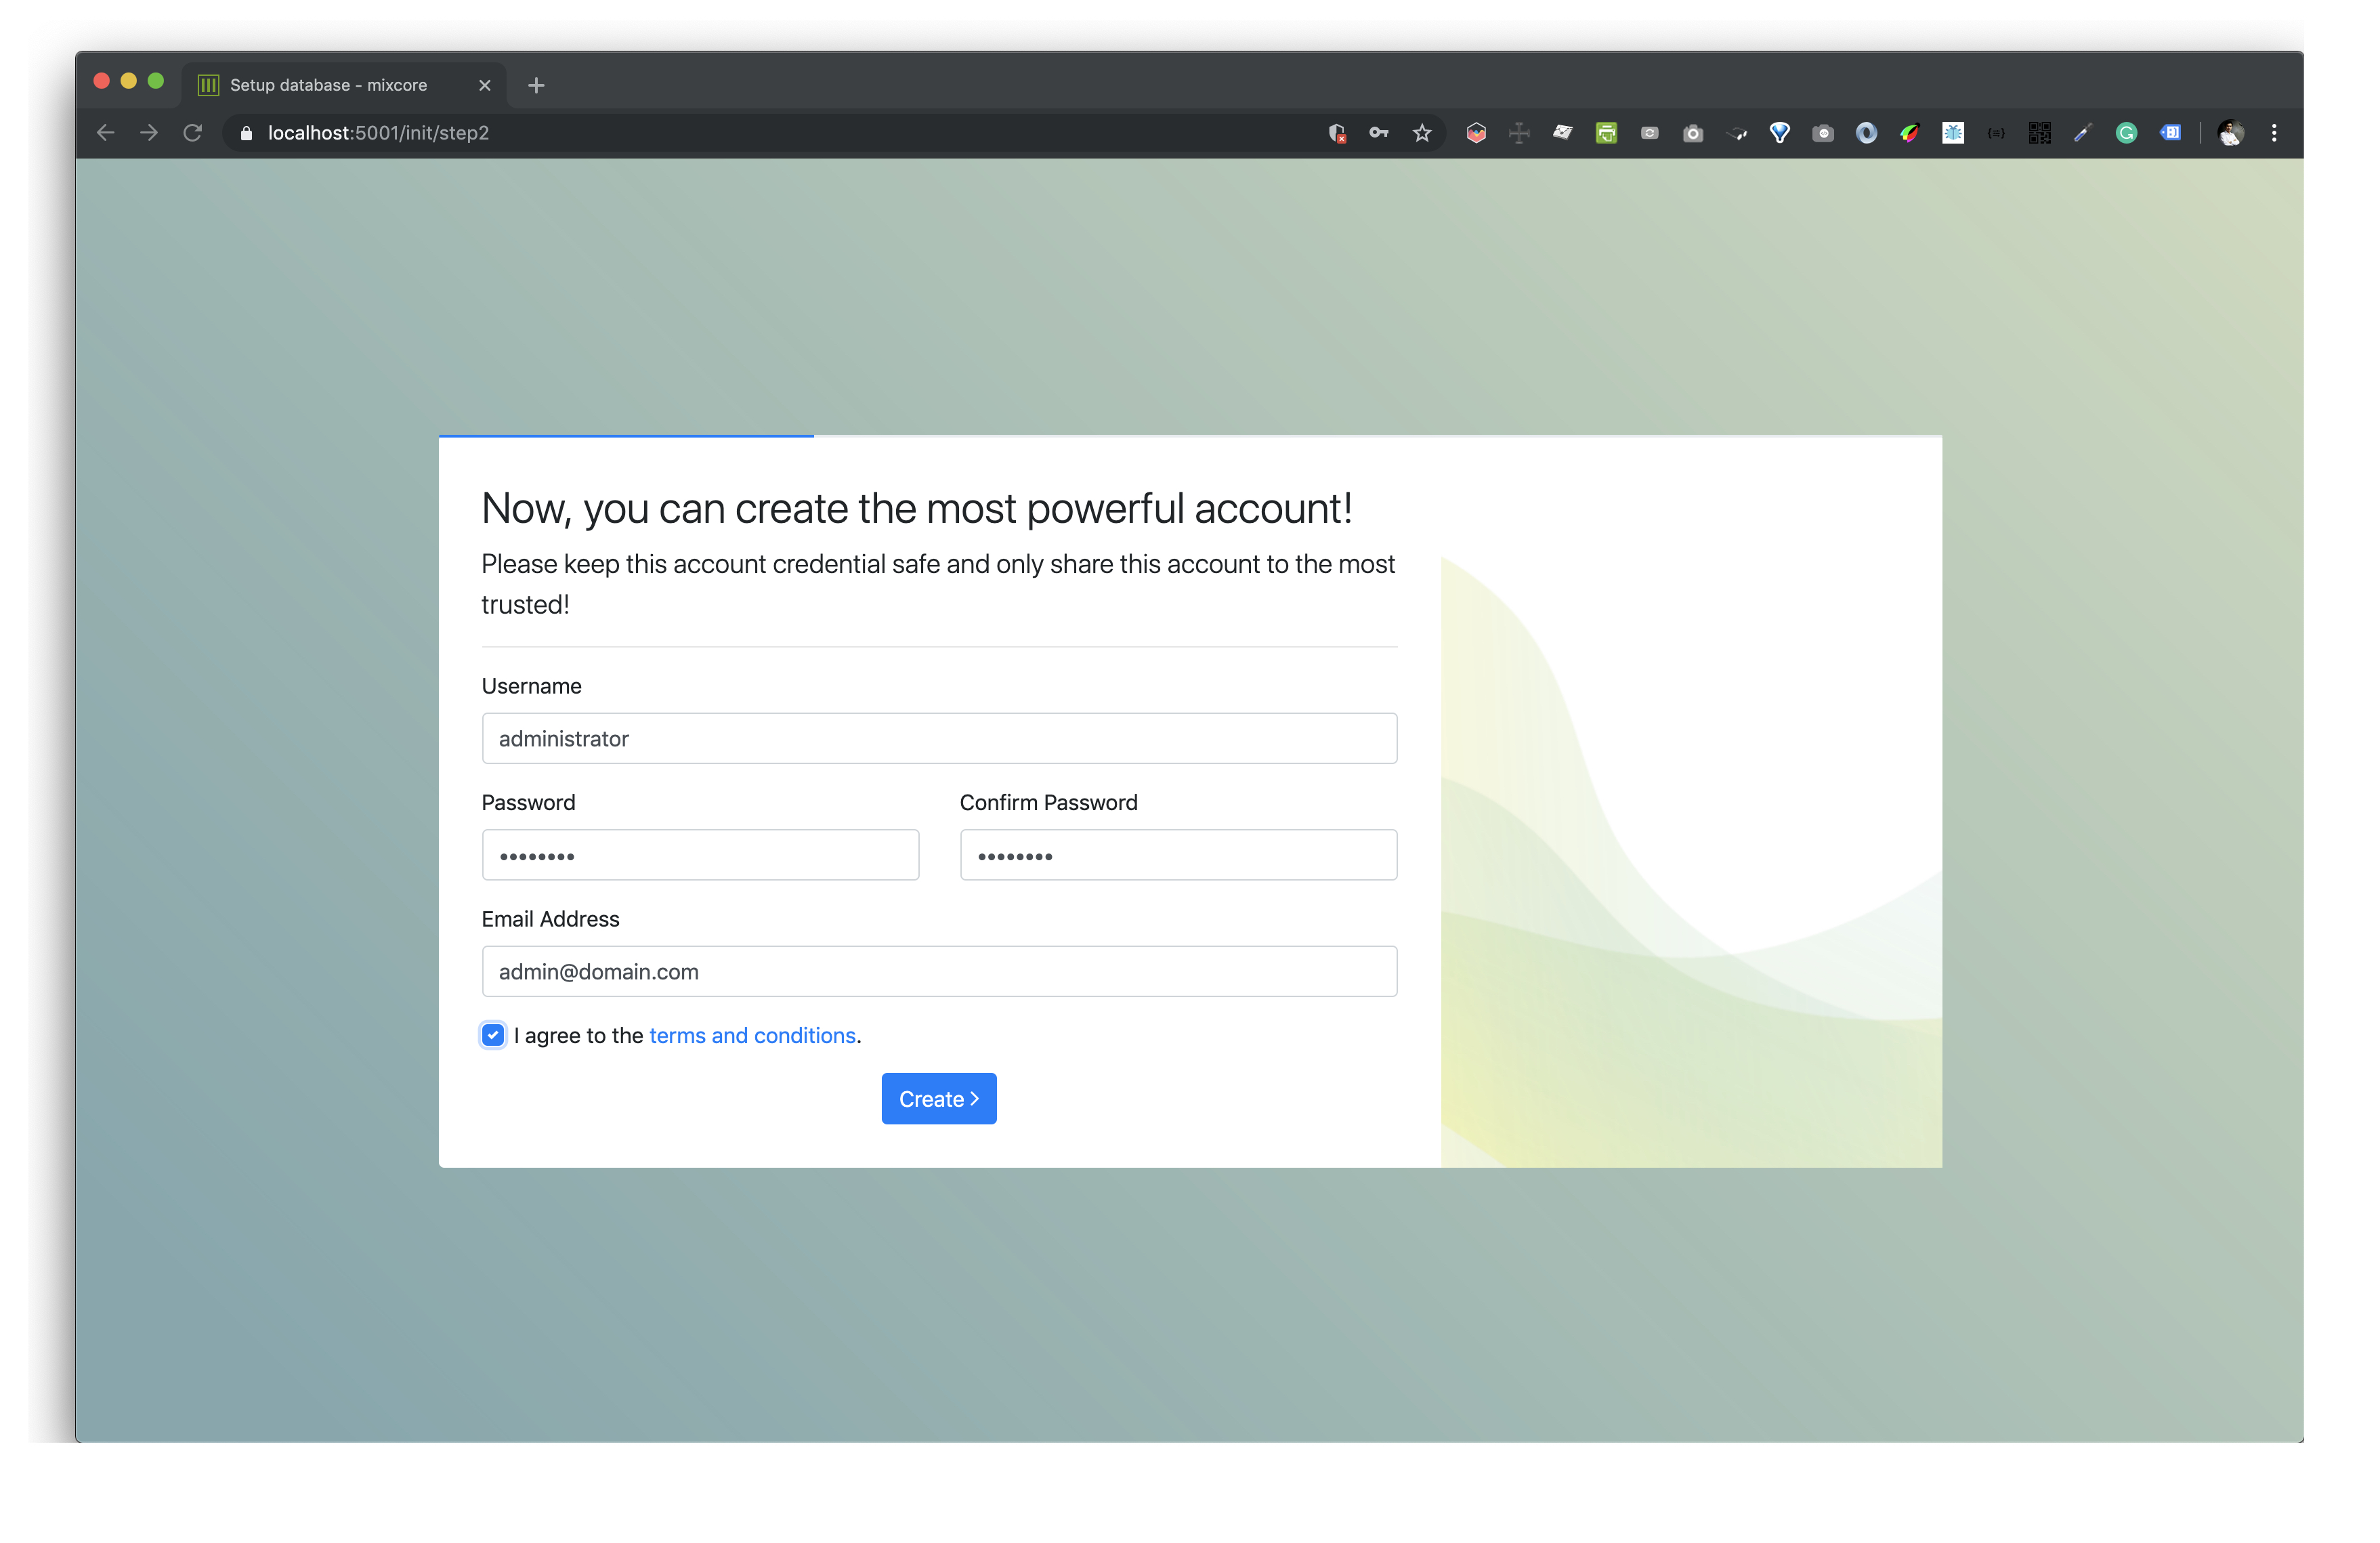 Setup database - mixcore
localhost:5001/init/step2
Now, you can create the most powerful account!
Please keep this account credential safe and only share this account to the most
trusted!
Username
administrator
Password
Confirm Password
••••••••
••••••••
Email Address
admin@domain.com
I agree to the terms and conditions.
Create